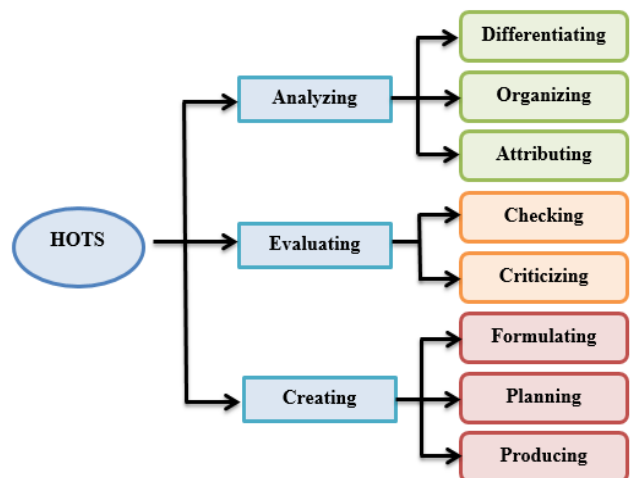 HOTS
Analyzing
Differentiating
Organizing
Attributing
Evaluating
Checking
Criticizing
Creating
Formulating
Planning
Producing